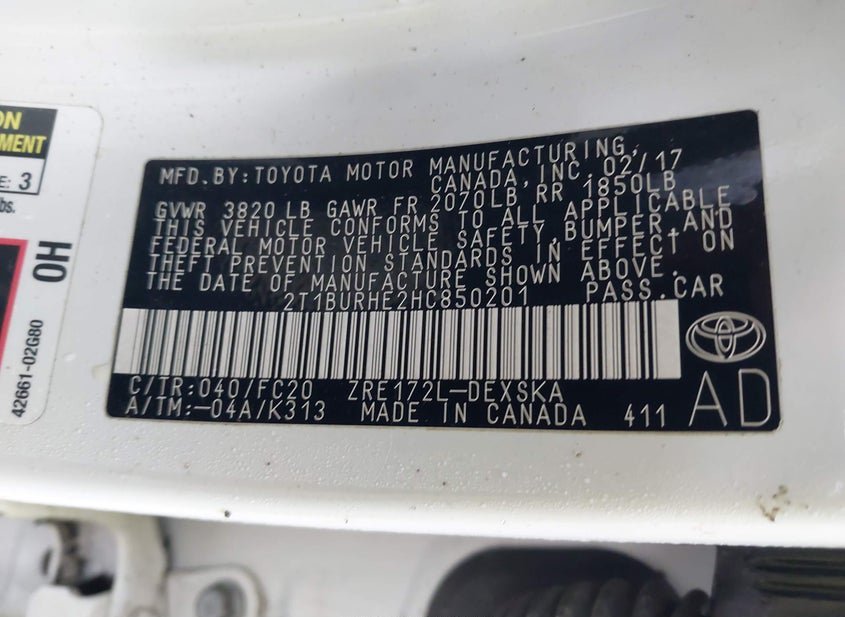 ON
EMENT
E: 3
lbs.
OH
42661-02G80
MFD.BY:TOYOTA MOTOR MANUFACTURING,
CANADA,INC. 02/17
GVWR 3820 LB GAWR FR 2070LB RR 1850LB
THIS VEHICLE CONFORMS TO ALL APPLICABLE
FEDERAL MOTOR VEHICLE SAFETY,BUMPER,AND
THEFT PREVENTION STANDARDS IN EFFECT ON
THE DATE OF MANUFACTURE SHOWN ABOVE.
2T1BURHE2HC850201 PASS.CAR
C/TR:040/FC20 ZRE172L-DEXSKA
A/TM:-04A/K313 MADE IN CANADA 411 AD